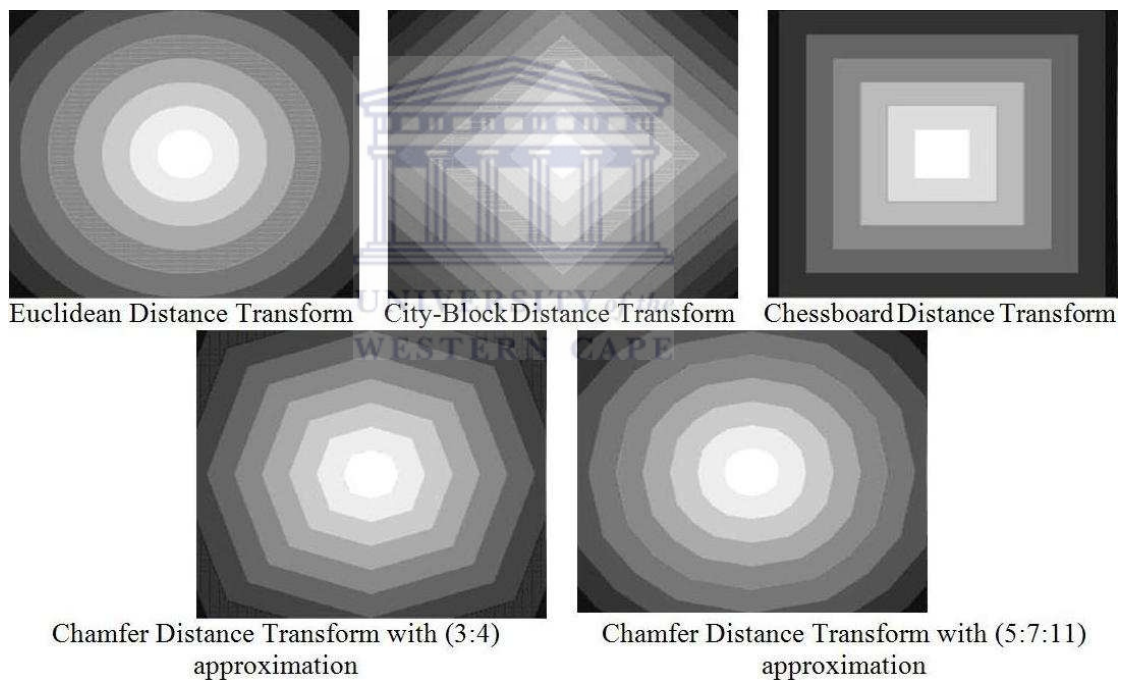 Euclidean Distance Transform
City-Block Distance Transform
Chessboard Distance Transform
UNIVERSITY of the
WESTERN CAPE
Chamfer Distance Transform with (3:4)
approximation
Chamfer Distance Transform with (5:7:11)
approximation